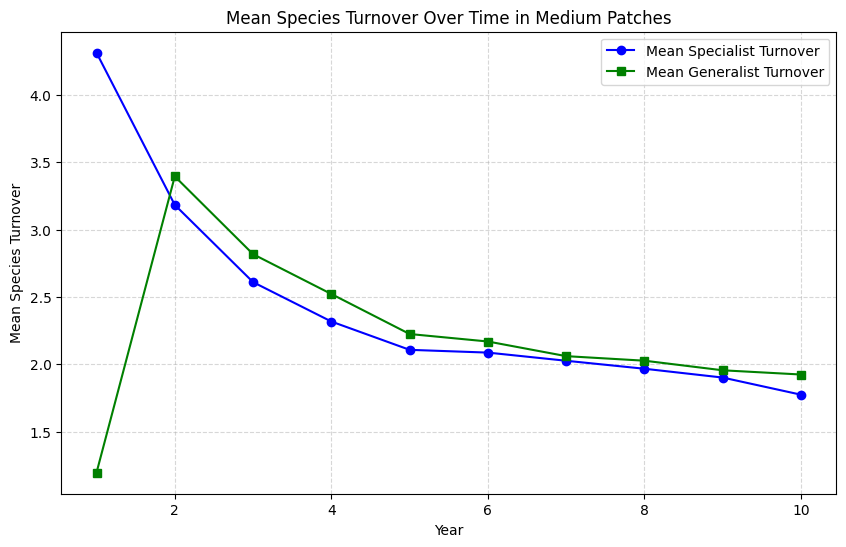 Mean Species Turnover Over Time in Medium Patches
Mean Specialist Turnover
Mean Generalist Turnover
Mean Species Turnover
4.0
3.5
3.0
2.5
2.0
1.5
2 4 6 8 10
Year